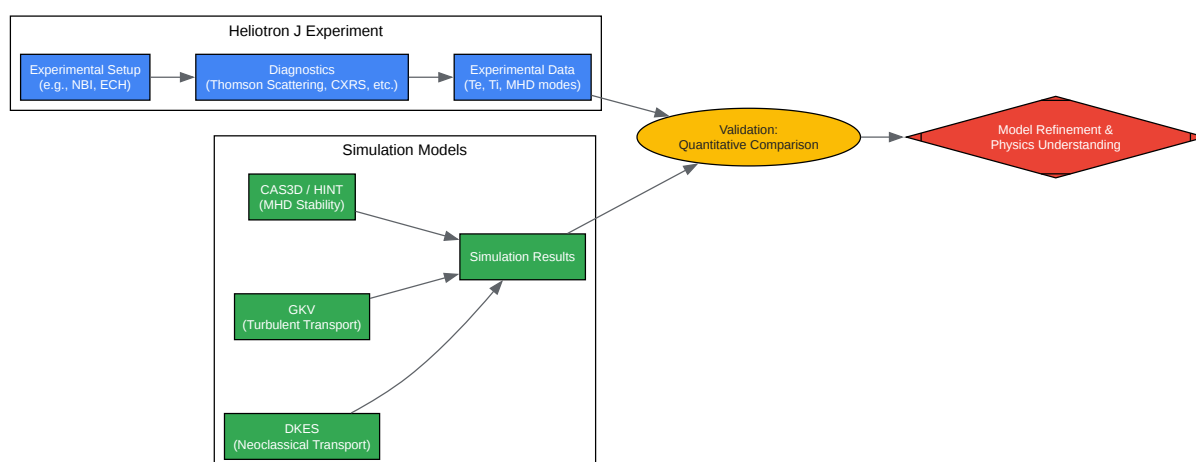 Heliotron J Experiment
Experimental Setup
(e.g., NBI, ECH)
Diagnostics
(Thomson Scattering, CXRS, etc.)
Experimental Data
(Te, Ti, MHD modes)
Validation:
Quantitative Comparison
Model Refinement &
Physics Understanding
Simulation Models
CAS3D / HINT
(MHD Stability)
Simulation Results
GKV
(Turbulent Transport)
DKES
(Neoclassical Transport)